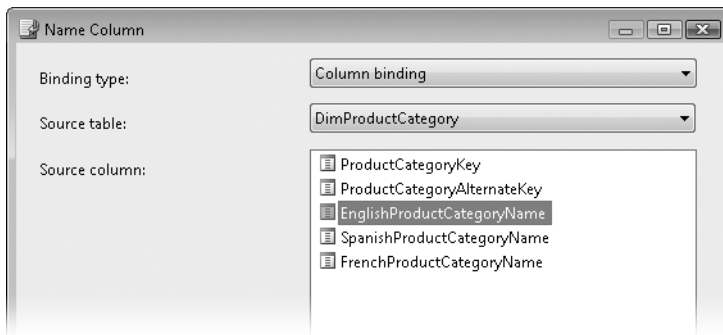 Name Column
Binding type: Column binding
Source table: DimProductCategory
Source column: ProductCategoryKey
ProductCategoryAlternateKey
EnglishProductCategoryName
SpanishProductCategoryName
FrenchProductCategoryName